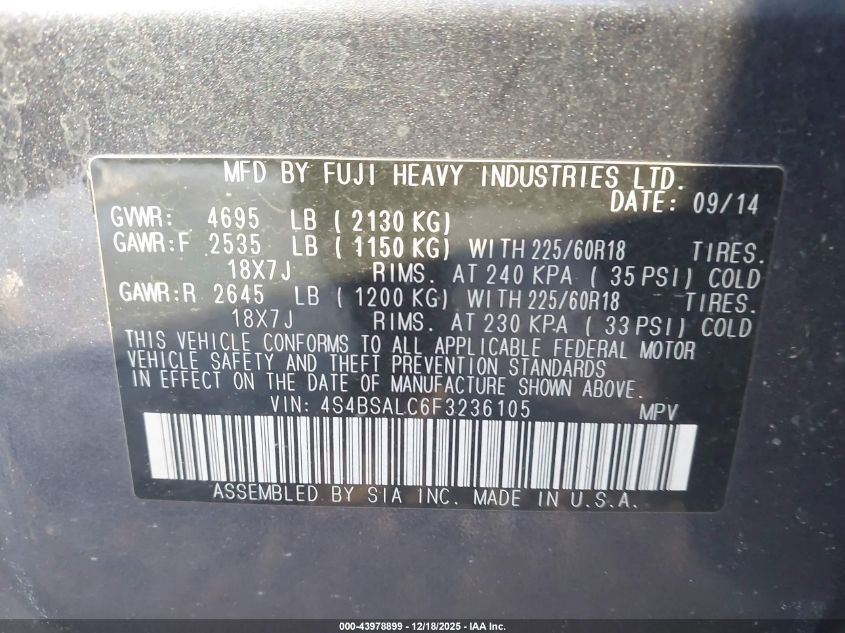 MFD BY FUJI HEAVY INDUSTRIES LTD.
DATE: 09/14
GVWR: 4695 LB ( 2130 KG)
GAWR:F 2535 LB ( 1150 KG) WITH 225/60R18 TIRES.
18X7J RIMS. AT 240 KPA ( 35 PSI) COLD
GAWR:R 2645 LB ( 1200 KG) WITH 225/60R18 TIRES.
18X7J RIMS. AT 230 KPA ( 33 PSI) COLD
THIS VEHICLE CONFORMS TO ALL APPLICABLE FEDERAL MOTOR
VEHICLE SAFETY AND THEFT PREVENTION STANDARDS
IN EFFECT ON THE DATE OF MANUFACTURE SHOWN ABOVE.
VIN: 4S4BSALC6F3236105 MPV
ASSEMBLED BY SIA INC. MADE IN U.S.A.
000-43978899 - 12/18/2025 - IAA Inc.